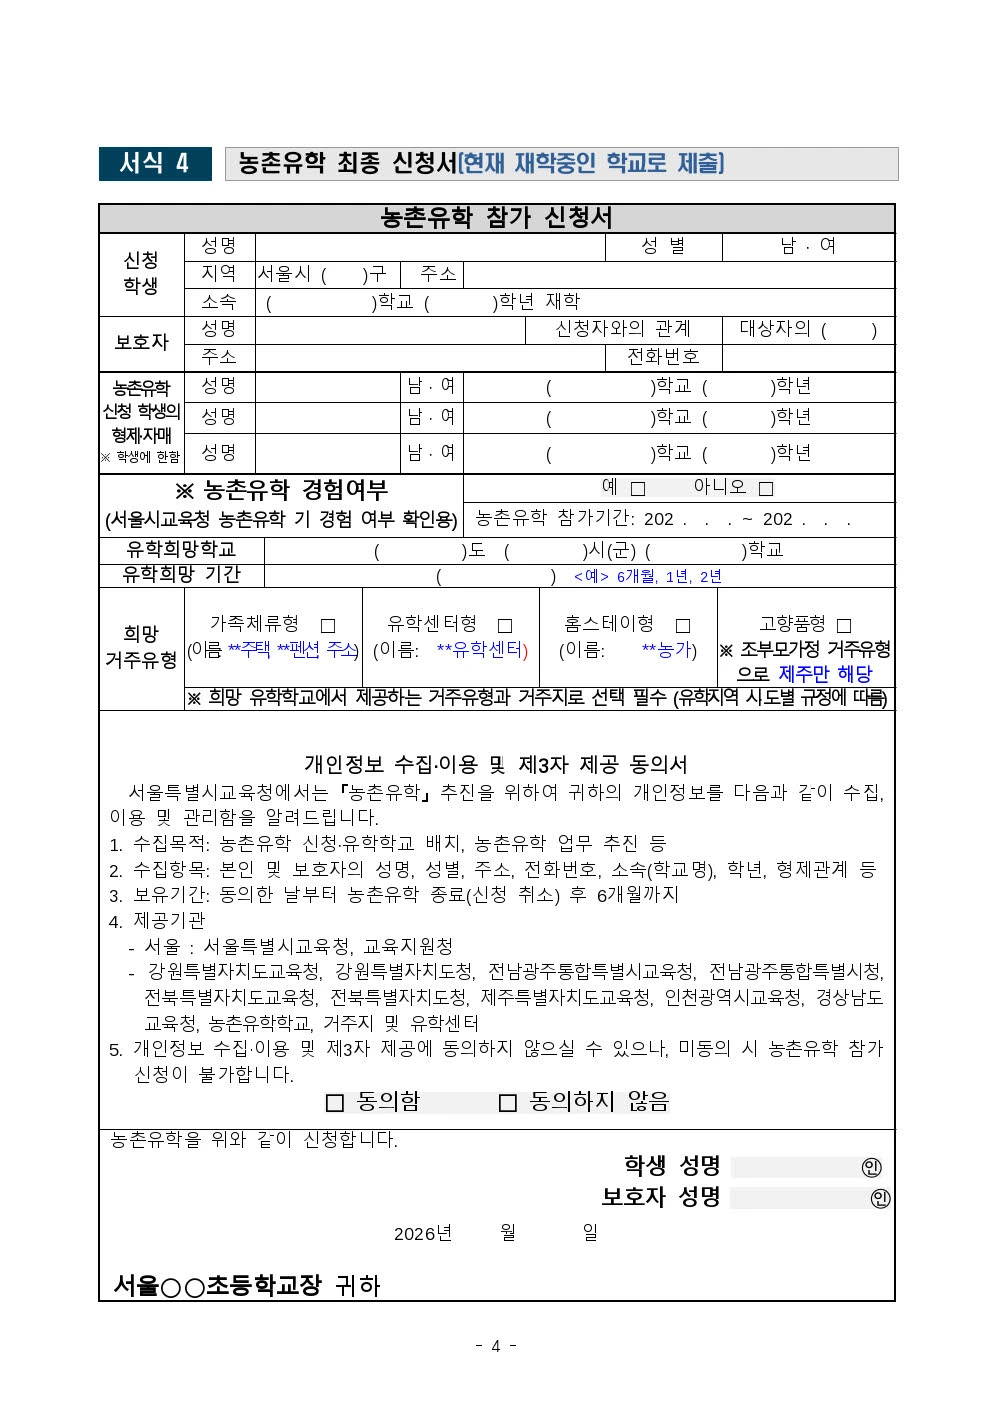 서식 4 농촌유학 최종 신청서(현재 재학중인 학교로 제출)
농촌유학 참가 신청서
신청 학생 성명 성 별 남 · 여
지역 서울시 ( )구 주소
소속 ( )학교 ( )학년 재학
보호자 성명 신청자와의 관계 대상자의 ( )
주소 전화번호
농촌유학 신청 학생의 형제·자매 ※ 학생에 한함 성명 남 · 여 ( )학교 ( )학년
성명 남 · 여 ( )학교 ( )학년
성명 남 · 여 ( )학교 ( )학년
※ 농촌유학 경험여부 예 □ 아니오 □
(서울시교육청 농촌유학 기 경험 여부 확인용) 농촌유학 참가기간: 202 . . . ~ 202 . . .
유학희망학교 ( )도 ( )시(군) ( )학교
유학희망 기간 ( ) <예> 6개월, 1년, 2년
희망 거주유형 가족체류형 □ 유학센터형 □ 홈스테이형 □ 고향품형 □
(이름: **주택, **펜션, 주소) (이름: **유학센터) (이름: **농가) ※ 조부모가정 거주유형
으로 제주만 해당
※ 희망 유학학교에서 제공하는 거주유형과 거주지로 선택 필수 (유학지역 시도별 규정에 따름)
개인정보 수집·이용 및 제3자 제공 동의서
서울특별시교육청에서는 「농촌유학」 추진을 위하여 귀하의 개인정보를 다음과 같이 수집,
이용 및 관리함을 알려드립니다.
1. 수집목적: 농촌유학 신청·유학학교 배치, 농촌유학 업무 추진 등
2. 수집항목: 본인 및 보호자의 성명, 성별, 주소, 전화번호, 소속(학교명), 학년, 형제관계 등
3. 보유기간: 동의한 날부터 농촌유학 종료(신청 취소) 후 6개월까지
4. 제공기관
- 서울 : 서울특별시교육청, 교육지원청
- 강원특별자치도교육청, 강원특별자치도청, 전남광주통합특별시교육청, 전남광주통합특별시청,
전북특별자치도교육청, 전북특별자치도청, 제주특별자치도교육청, 인천광역시교육청, 경상남도
교육청, 농촌유학학교, 거주지 및 유학센터
5. 개인정보 수집·이용 및 제3자 제공에 동의하지 않으실 수 있으나, 미동의 시 농촌유학 참가
신청이 불가합니다.
□ 동의함 □ 동의하지 않음
농촌유학을 위와 같이 신청합니다.
학생 성명 ㉑인
보호자 성명 ㉑인
2026년 월 일
서울○○초등학교장 귀하
- 4 -